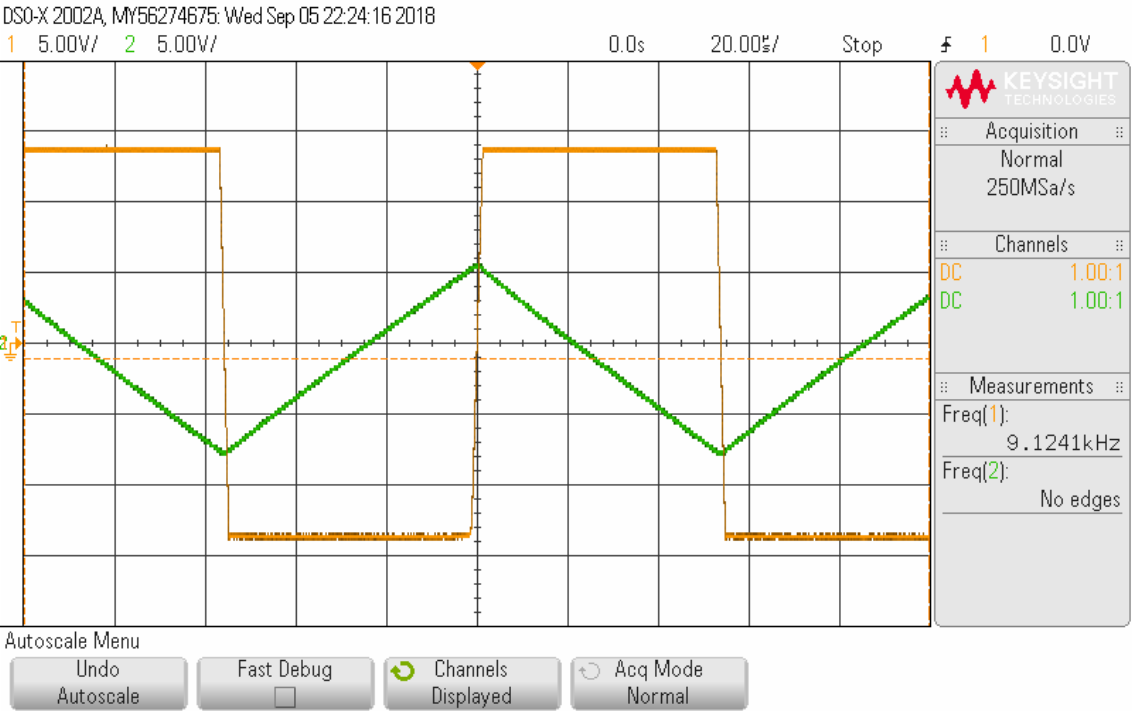 DSO-X 2002A, MY56274675: Wed Sep 05 22:24:16 2018
1 5.00V/ 2 5.00V/ 0.0s 20.00µs/ Stop 1 0.0V
KEYSIGHT
TECHNOLOGIES
Acquisition
Normal
250MSa/s
Channels
DC 1.00:1
DC 1.00:1
T
2
Measurements
Freq(1):
9.1241kHz
Freq(2):
No edges
Autoscale Menu
Undo
Autoscale
Fast Debug
Channels
Displayed
Acq Mode
Normal